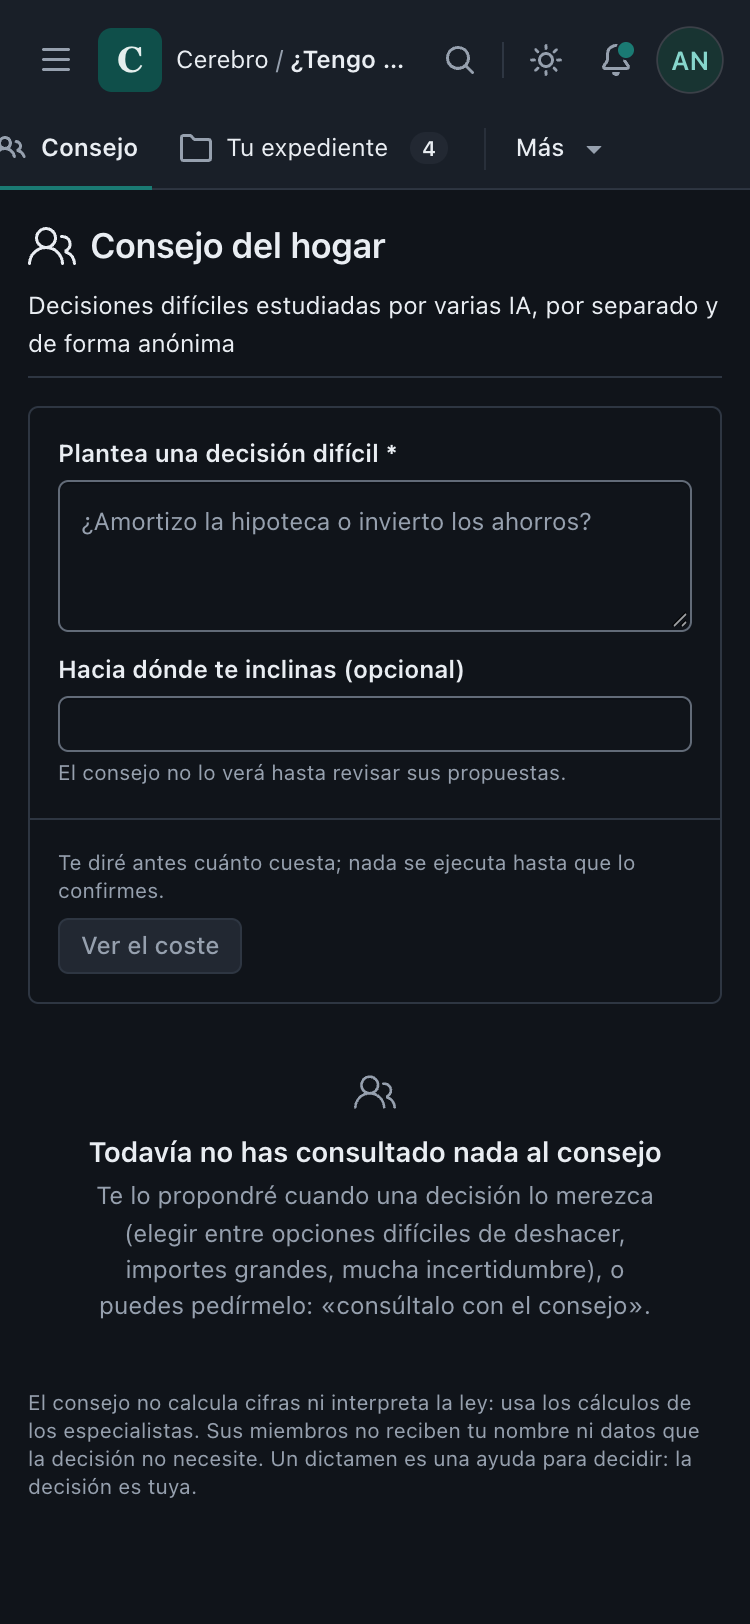 C
Cerebro / ¿Tengo ...
AN
Consejo
Tu expediente 4
Más
Consejo del hogar
Decisiones difíciles estudiadas por varias IA, por separado y
de forma anónima
Plantea una decisión difícil *
¿Amortizo la hipoteca o invierto los ahorros?
Hacia dónde te inclinas (opcional)
El consejo no lo verá hasta revisar sus propuestas.
Te diré antes cuánto cuesta; nada se ejecuta hasta que lo
confirmes.
Ver el coste
Todavía no has consultado nada al consejo
Te lo propondré cuando una decisión lo merezca
(elegir entre opciones difíciles de deshacer,
importes grandes, mucha incertidumbre), o
puedes pedírmelo: «consúltalo con el consejo».
El consejo no calcula cifras ni interpreta la ley: usa los cálculos de
los especialistas. Sus miembros no reciben tu nombre ni datos que
la decisión no necesite. Un dictamen es una ayuda para decidir: la
decisión es tuya.